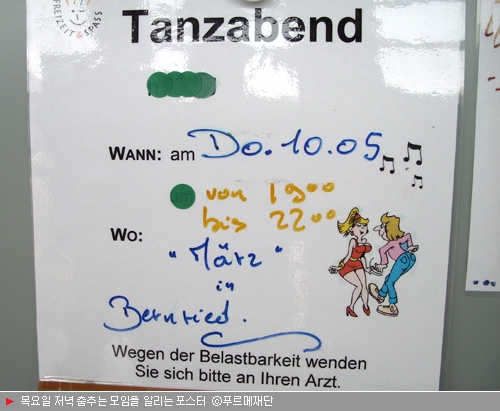 FREIZEIT & SPASS
Tanzabend
WANN: am Do. 10.05
von 19⁰⁰
bis 22⁰⁰
WO:
"März"
in
Bernried.
Wegen der Belastbarkeit wenden
Sie sich bitte an Ihren Arzt.
▶ 목요일 저녁 춤추는 모임을 알리는 포스터 ⓒ푸르메재단